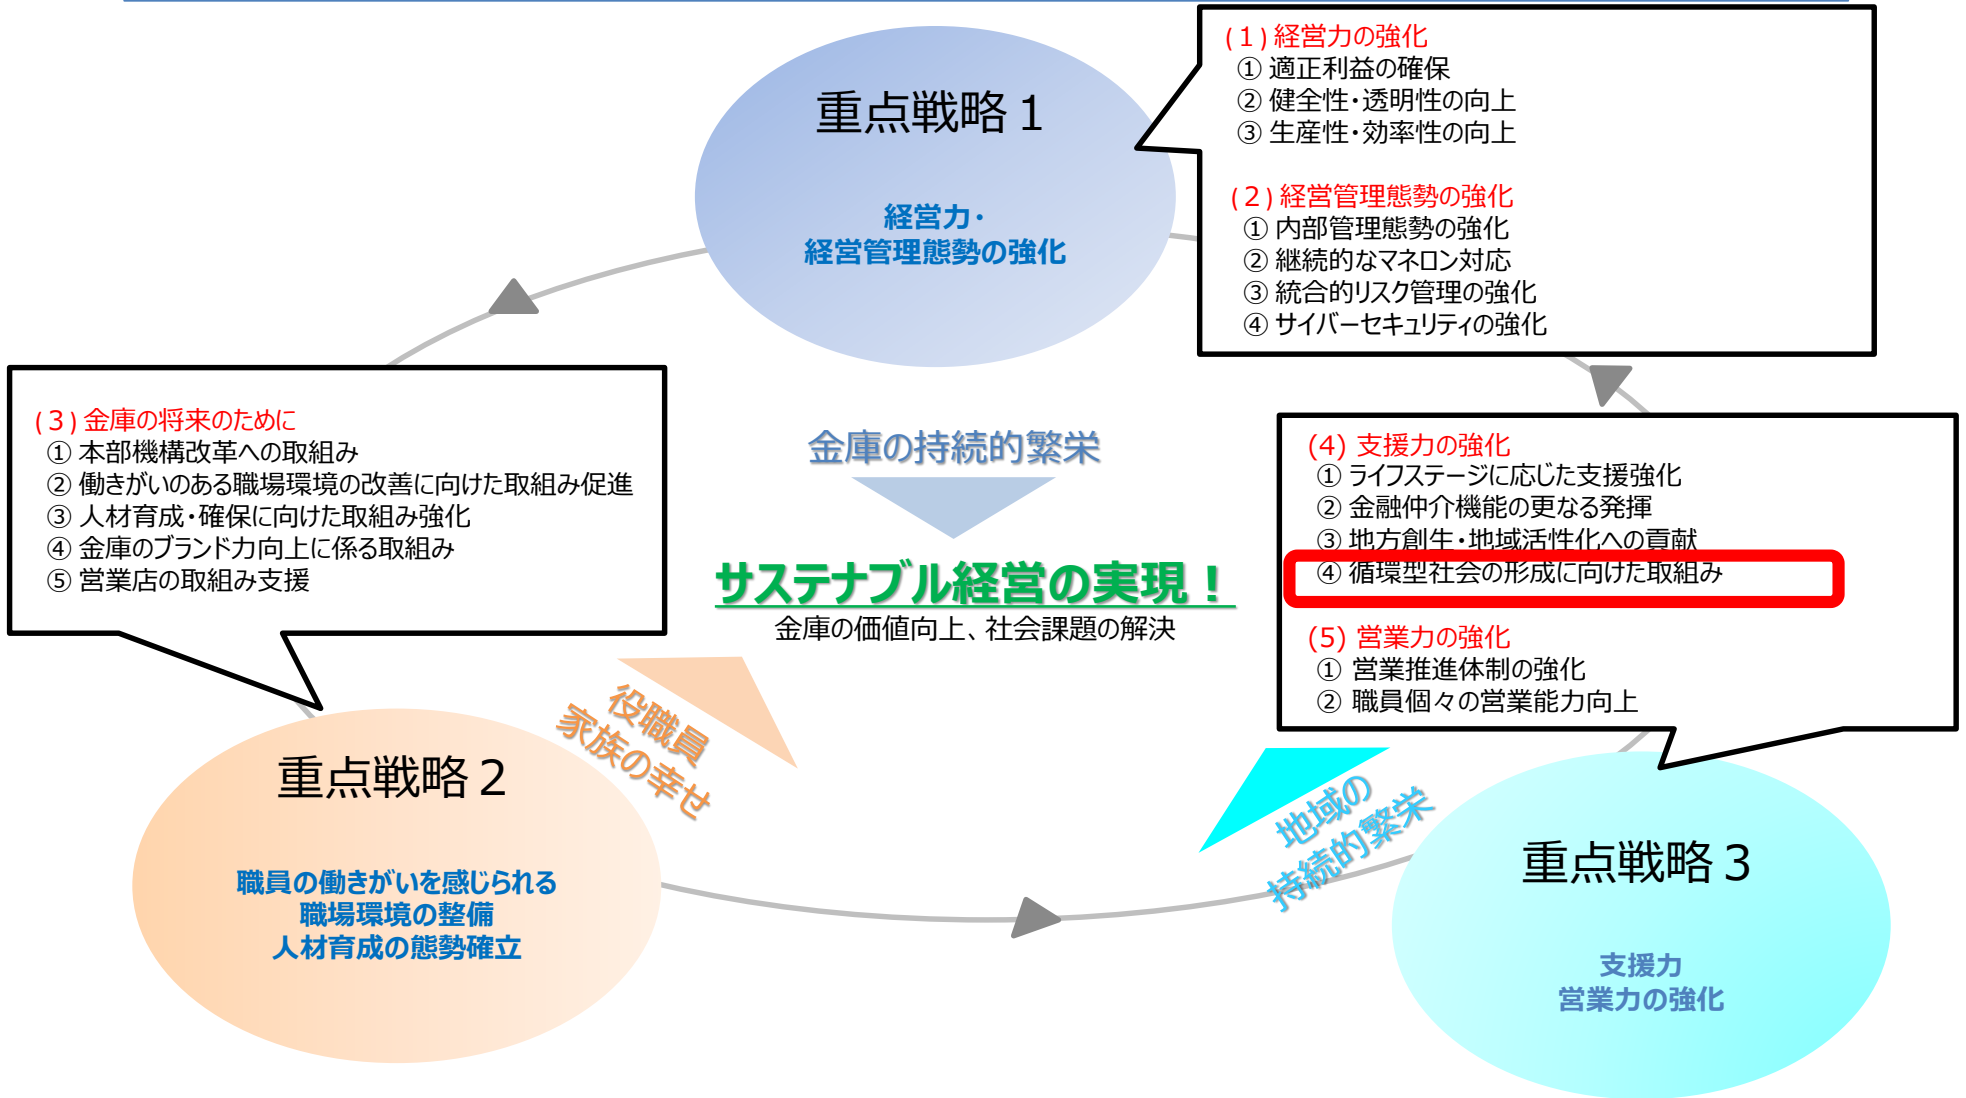 重点戦略１
経営力・
経営管理態勢の強化
(１) 経営力の強化
① 適正利益の確保
② 健全性・透明性の向上
③ 生産性・効率性の向上
(２) 経営管理態勢の強化
① 内部管理態勢の強化
② 継続的なマネロン対応
③ 統合的リスク管理の強化
④ サイバーセキュリティの強化
(３) 金庫の将来のために
① 本部機構改革への取組み
② 働きがいのある職場環境の改善に向けた取組み促進
③ 人材育成・確保に向けた取組み強化
④ 金庫のブランド力向上に係る取組み
⑤ 営業店の取組み支援
金庫の持続的繁栄
サステナブル経営の実現！
金庫の価値向上、社会課題の解決
(4) 支援力の強化
① ライフステージに応じた支援強化
② 金融仲介機能の更なる発揮
③ 地方創生・地域活性化への貢献
④ 循環型社会の形成に向けた取組み
(5) 営業力の強化
① 営業推進体制の強化
② 職員個々の営業能力向上
役職員
家族の幸せ
地域の
持続的繁栄
重点戦略２
職員の働きがいを感じられる
職場環境の整備
人材育成の態勢確立
重点戦略３
支援力
営業力の強化